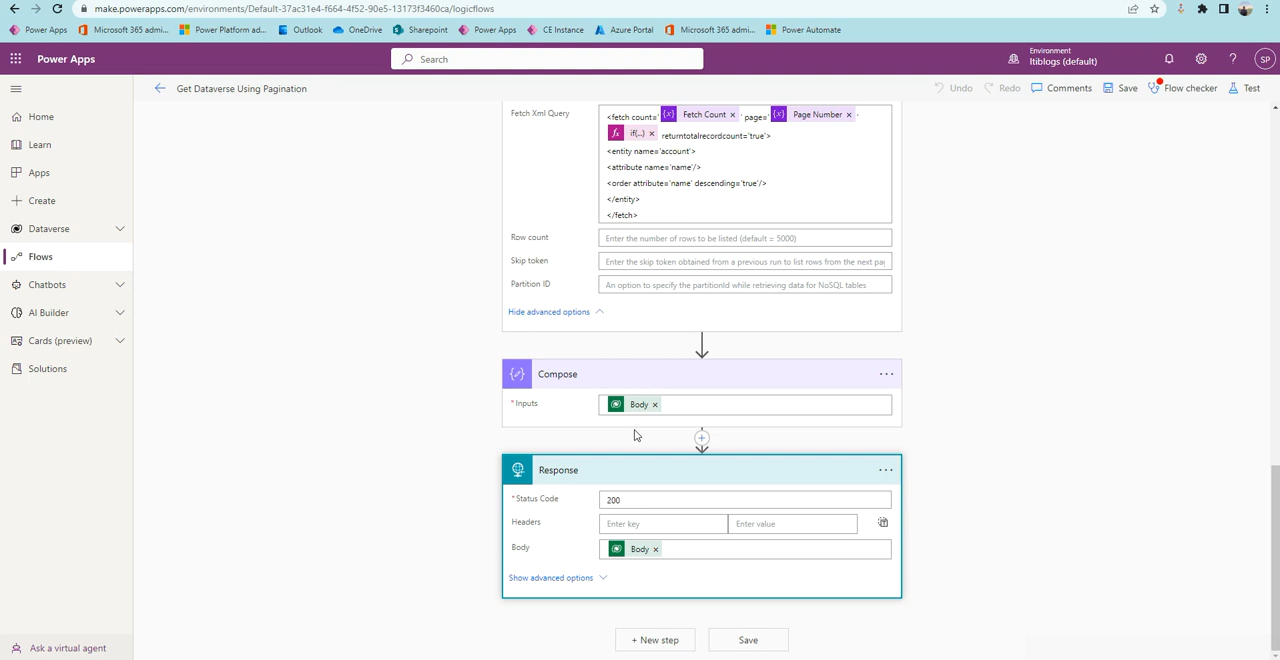 make.powerapps.com/environments/Default-37ac31e4-f664-4f52-90e5-13173f3460ca/logicflows
Power Apps Microsoft 365 admi... Power Platform ad... Outlook OneDrive Sharepoint Power Apps CE Instance Azure Portal Microsoft 365 admi... Power Automate
Power Apps
Search
Environment
ltiblogs (default)
SP
Get Dataverse Using Pagination
Undo Redo Comments Save Flow checker Test
Home
Learn
Apps
Create
Dataverse
Flows
Chatbots
AI Builder
Cards (preview)
Solutions
Ask a virtual agent
Fetch Xml Query
<fetch count=' Fetch Count × ' page=' Page Number × '
fx if(...) × returntotalrecordcount='true'>
<entity name='account'>
<attribute name='name'/>
<order attribute='name' descending='true'/>
</entity>
</fetch>
Row count Enter the number of rows to be listed (default = 5000)
Skip token Enter the skip token obtained from a previous run to list rows from the next pa
Partition ID An option to specify the partitionId while retrieving data for NoSQL tables
Hide advanced options
Compose
* Inputs Body ×
Response
* Status Code 200
Headers Enter key Enter value
Body Body ×
Show advanced options
+ New step Save